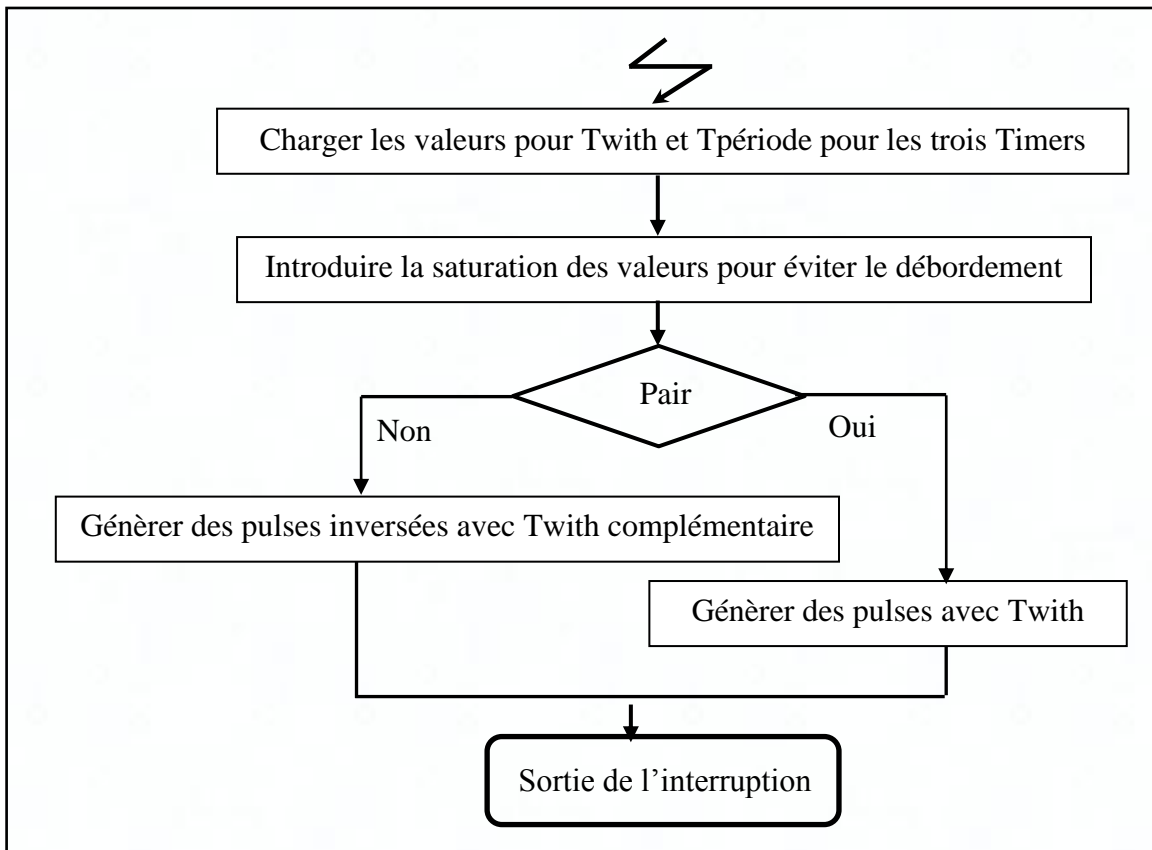 Charger les valeurs pour Twith et Tpériode pour les trois Timers
Introduire la saturation des valeurs pour éviter le débordement
Pair
Non
Oui
Génèrer des pulses inversées avec Twith complémentaire
Génèrer des pulses avec Twith
Sortie de l’interruption